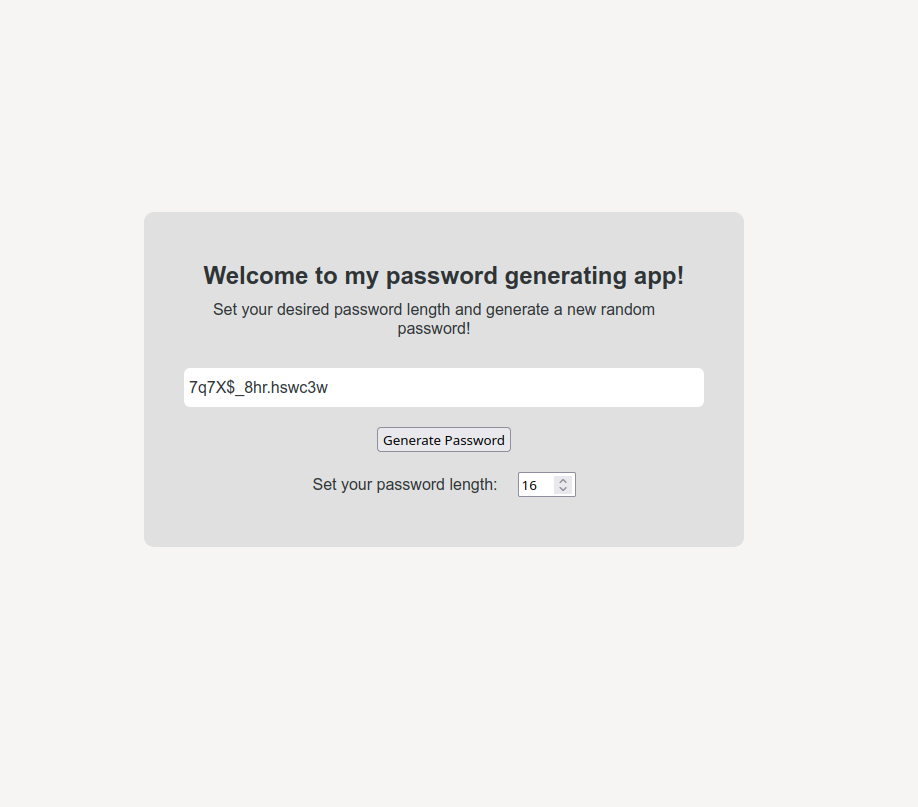 Welcome to my password generating app!
Set your desired password length and generate a new random
password!
7q7X$_8hr.hswc3w
Generate Password
Set your password length: 16